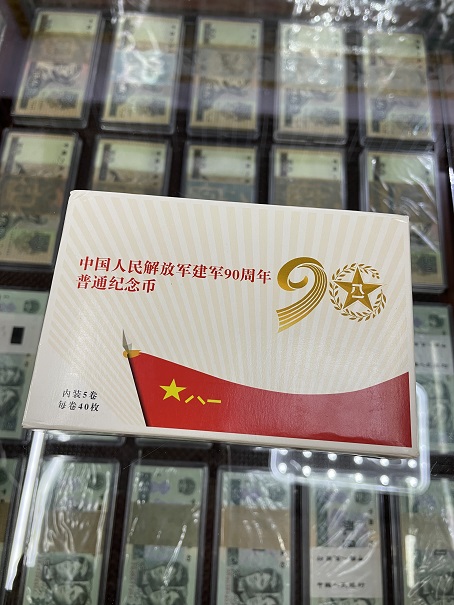 中国人民解放军建军90周年
普通纪念币
90
八一
八一
内装5卷
每卷40枚